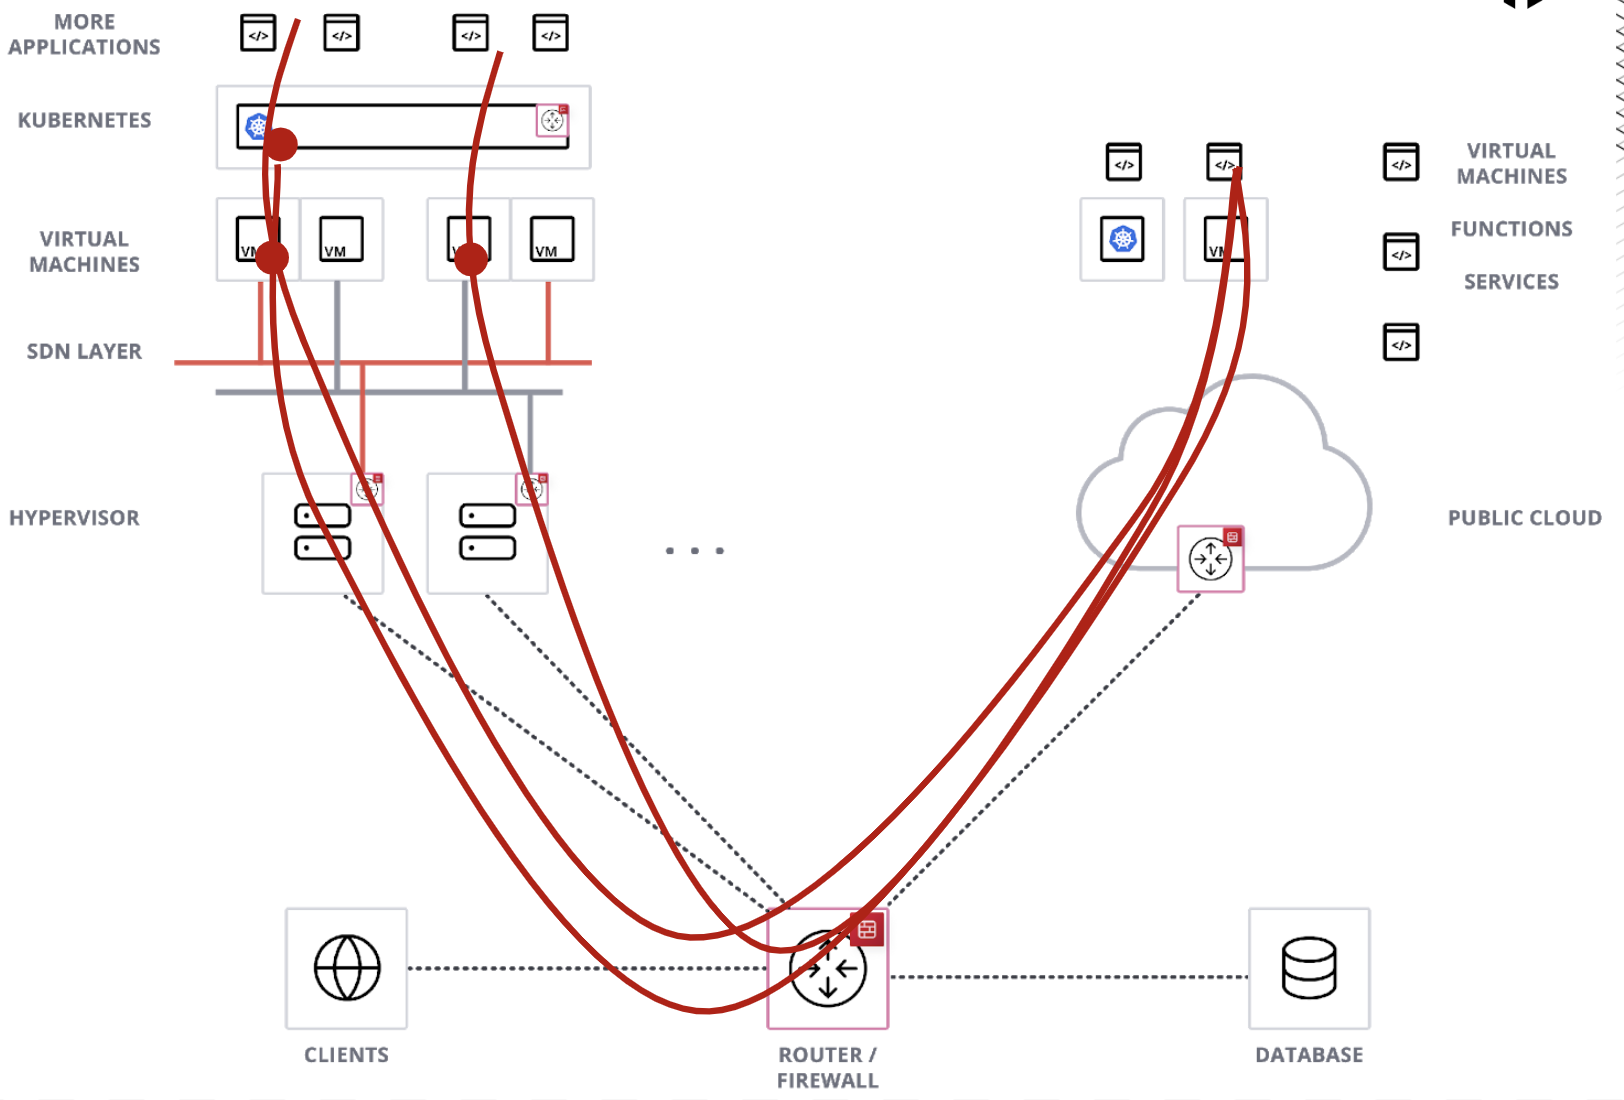 MORE
APPLICATIONS
</>
</>
</>
</>
KUBERNETES
VIRTUAL
MACHINES
VM
VM
VM
SDN LAYER
HYPERVISOR
</>
</>
VM
</>
</>
</>
VIRTUAL
MACHINES
FUNCTIONS
SERVICES
PUBLIC CLOUD
CLIENTS
ROUTER /
FIREWALL
DATABASE